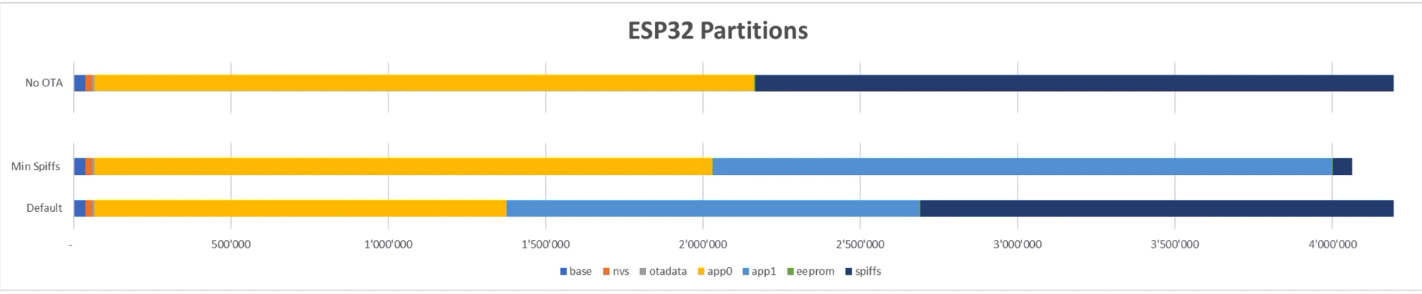 ESP32 Partitions
No OTA
Min Spiffs
Default
- 500'000 1'000'000 1'500'000 2'000'000 2'500'000 3'000'000 3'500'000 4'000'000
base nvs otadata app0 app1 eeprom spiffs